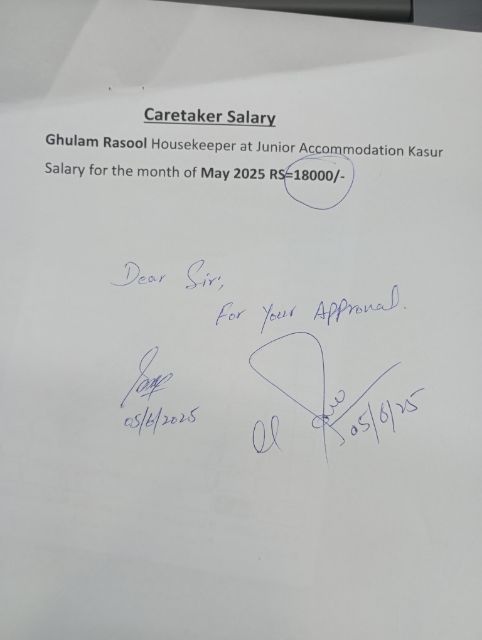 Caretaker Salary
Ghulam Rasool Housekeeper at Junior Accommodation Kasur
Salary for the month of May 2025 RS=18000/-
Dear Sir,
For Your Approval.
05/6/2025
05/6/25